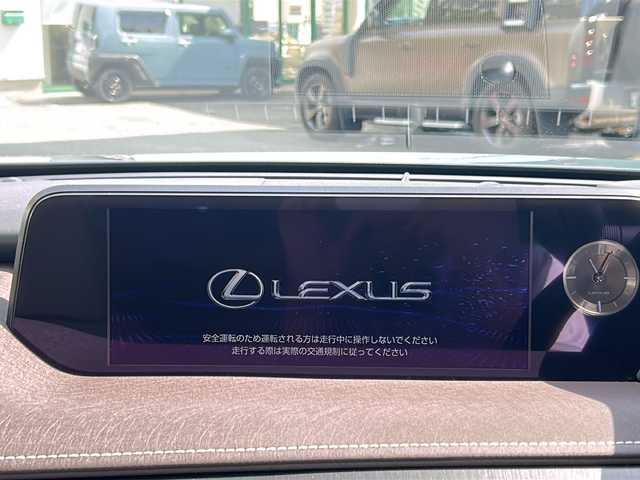 LEXUS
安全運転のため運転される方は走行中に操作しないでください
走行する際は実際の交通規制に従ってください
LEXUS